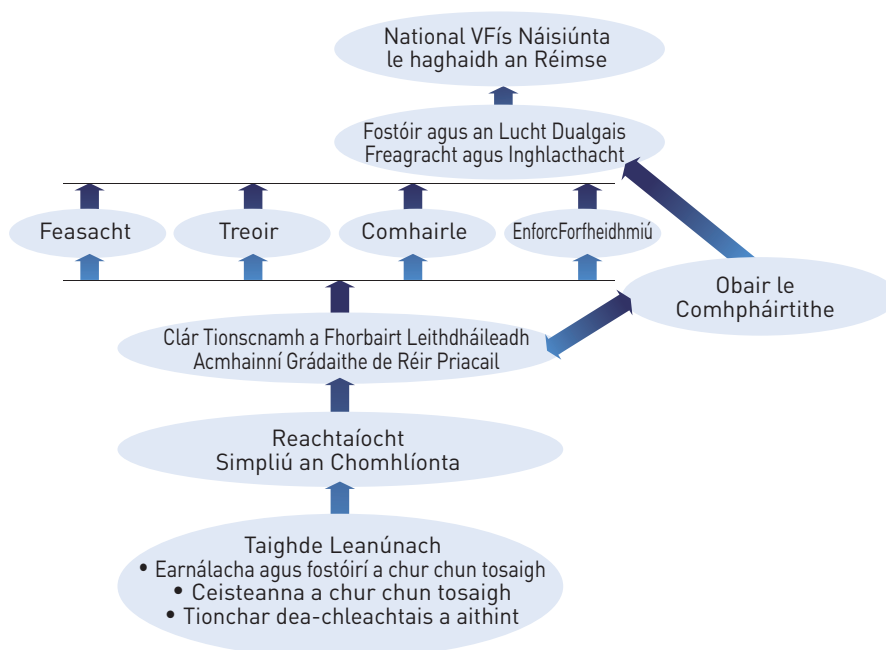 National VFís Náisiúnta
le haghaidh an Réimse
Fostóir agus an Lucht Dualgais
Freagracht agus Inghlacthacht
Feasacht
Treoir
Comhairle
EnforcForfheidhmiú
Obair le
Comhpháirtithe
Clár Tionscnamh a Fhorbairt Leithdháileadh
Acmhainní Grádaithe de Réir Priacail
Reachtaíocht
Simpliú an Chomhlíonta
Taighde Leanúnach
• Earnálacha agus fostóirí a chur chun tosaigh
• Ceisteanna a chur chun tosaigh
• Tionchar dea-chleachtais a aithint